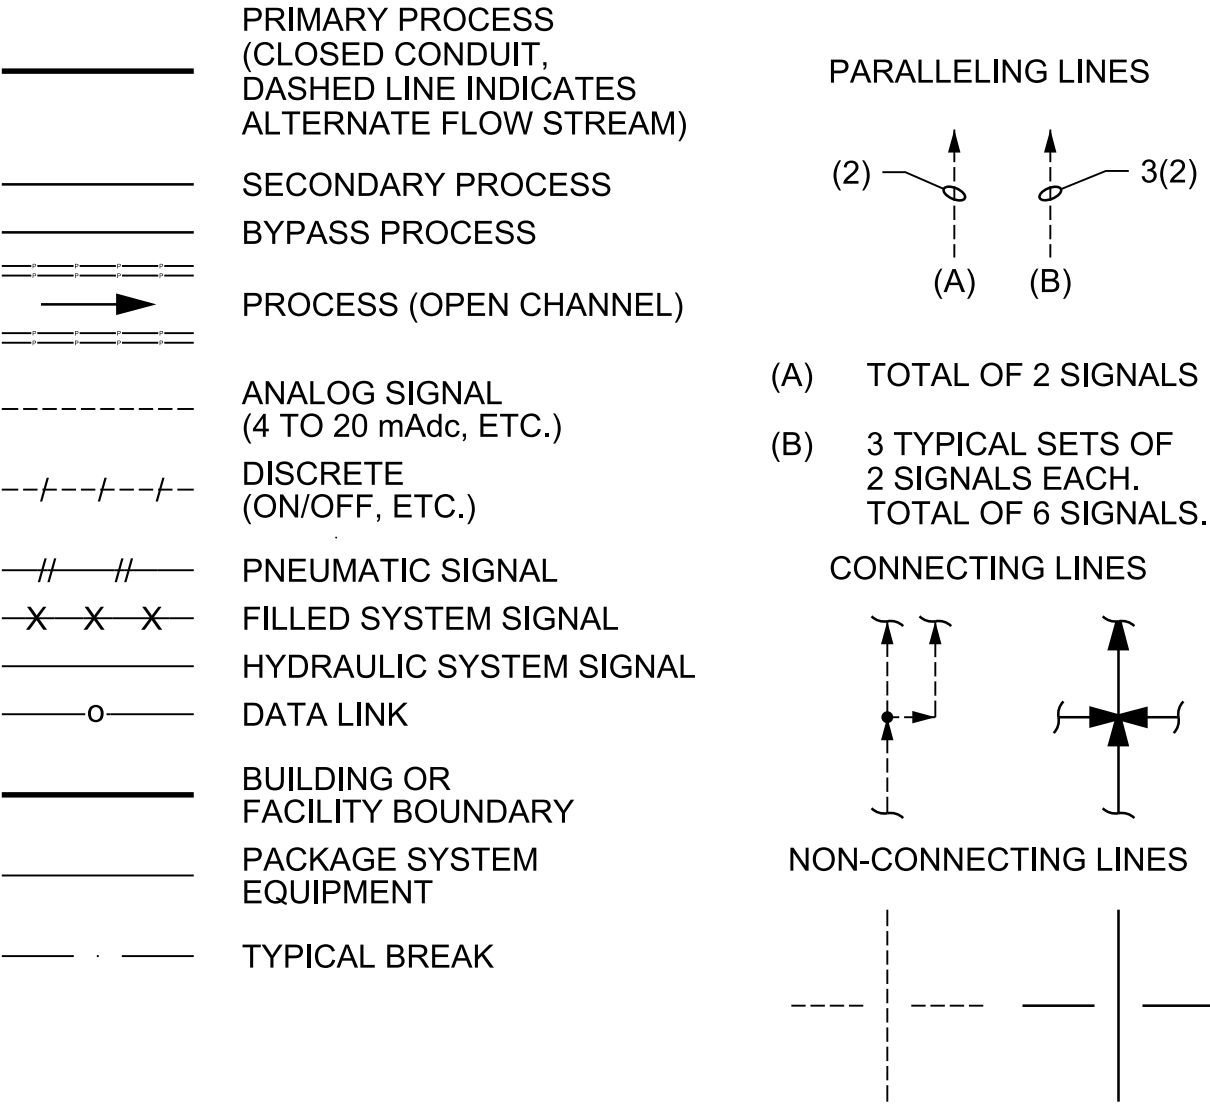 PRIMARY PROCESS
(CLOSED CONDUIT,
DASHED LINE INDICATES
ALTERNATE FLOW STREAM)
SECONDARY PROCESS
BYPASS PROCESS
P P P P
P P P P
PROCESS (OPEN CHANNEL)
P P P P
P P P P
ANALOG SIGNAL
(4 TO 20 mAdc, ETC.)
DISCRETE
(ON/OFF, ETC.)
PNEUMATIC SIGNAL
X X X FILLED SYSTEM SIGNAL
HYDRAULIC SYSTEM SIGNAL
o DATA LINK
BUILDING OR
FACILITY BOUNDARY
PACKAGE SYSTEM
EQUIPMENT
TYPICAL BREAK
PARALLELING LINES
(2) 3(2)
(A) (B)
(A) TOTAL OF 2 SIGNALS
(B) 3 TYPICAL SETS OF
2 SIGNALS EACH.
TOTAL OF 6 SIGNALS.
CONNECTING LINES
NON-CONNECTING LINES